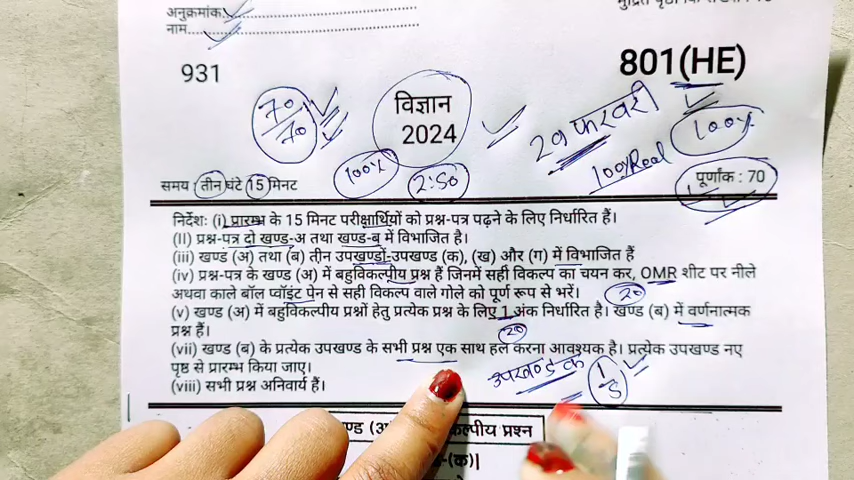 अनुक्रमांक
नाम
931
801(HE)
70/70
विज्ञान
2024
29 फरवरी
100%
100% Real
100%
2:50
समय : तीन घंटे 15 मिनट
पूर्णांक : 70
निर्देशः (i) प्रारम्भ के 15 मिनट परीक्षार्थियों को प्रश्न-पत्र पढ़ने के लिए निर्धारित हैं।
(II) प्रश्न-पत्र दो खण्ड-अ तथा खण्ड-ब में विभाजित है।
(iii) खण्ड (अ) तथा (ब) तीन उपखण्डों-उपखण्ड (क), (ख) और (ग) में विभाजित हैं
(iv) प्रश्न-पत्र के खण्ड (अ) में बहुविकल्पीय प्रश्न हैं जिनमें सही विकल्प का चयन कर, OMR शीट पर नीले
अथवा काले बॉल प्वॉइंट पेन से सही विकल्प वाले गोले को पूर्ण रूप से भरें।
20
(v) खण्ड (अ) में बहुविकल्पीय प्रश्नों हेतु प्रत्येक प्रश्न के लिए 1 अंक निर्धारित है। खण्ड (ब) में वर्णनात्मक
प्रश्न हैं।
20
(vii) खण्ड (ब) के प्रत्येक उपखण्ड के सभी प्रश्न एक साथ हल करना आवश्यक है। प्रत्येक उपखण्ड नए
पृष्ठ से प्रारम्भ किया जाए।
उपखण्ड क
(viii) सभी प्रश्न अनिवार्य हैं।